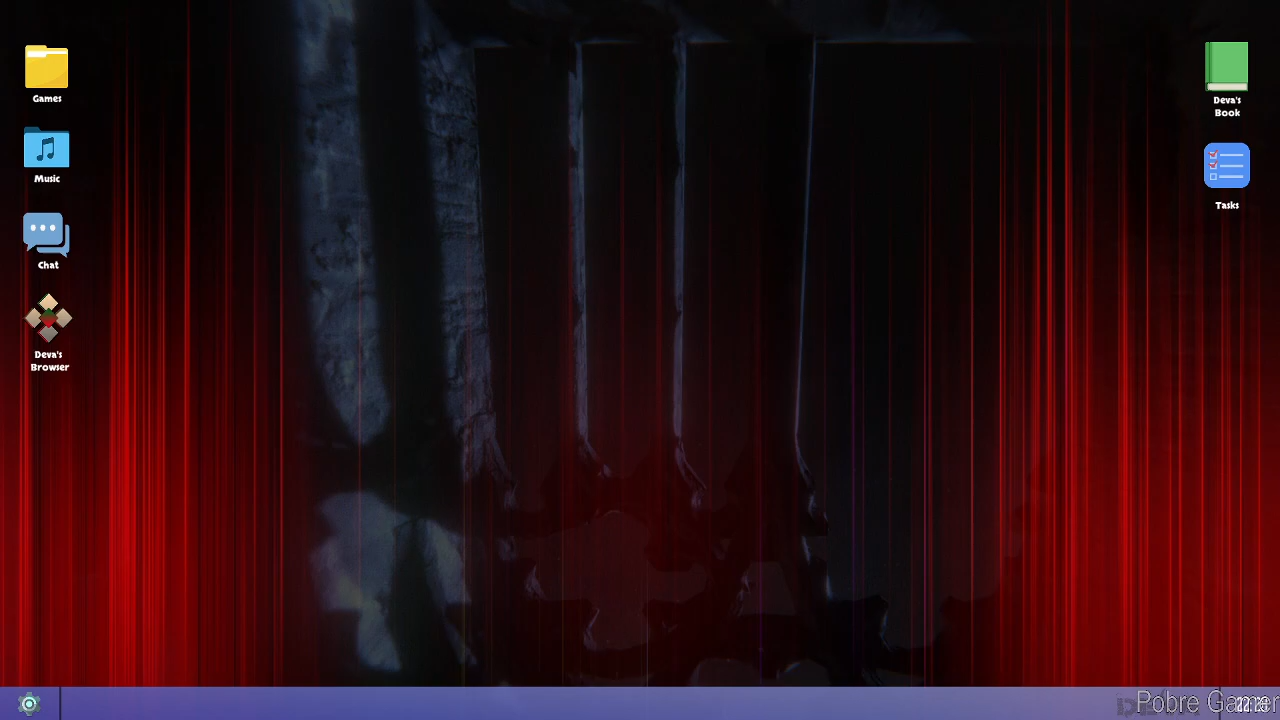 Games
Deva's
Book
Music
Tasks
Chat
Deva's
Browser
Pobre Gamer